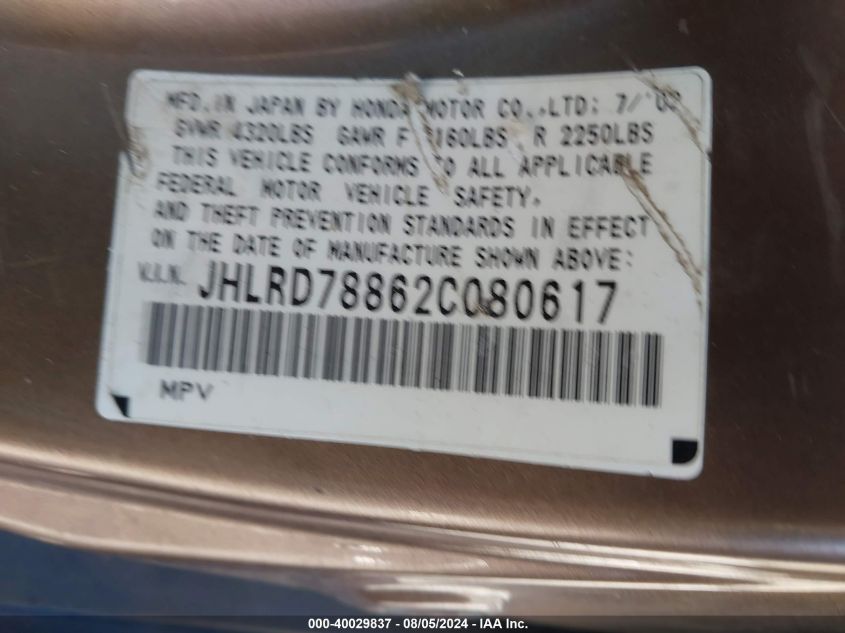 MFD. IN JAPAN BY HONDA MOTOR CO., LTD: 7/'02
GVWR 4320LBS GAWR F 2160LBS R 2250LBS
THIS VEHICLE CONFORMS TO ALL APPLICABLE
FEDERAL MOTOR VEHICLE SAFETY,
AND THEFT PREVENTION STANDARDS IN EFFECT
ON THE DATE OF MANUFACTURE SHOWN ABOVE:
V.I.N. JHLRD78862C080617
MPV
000-40029837 - 08/05/2024 - IAAI, Inc.